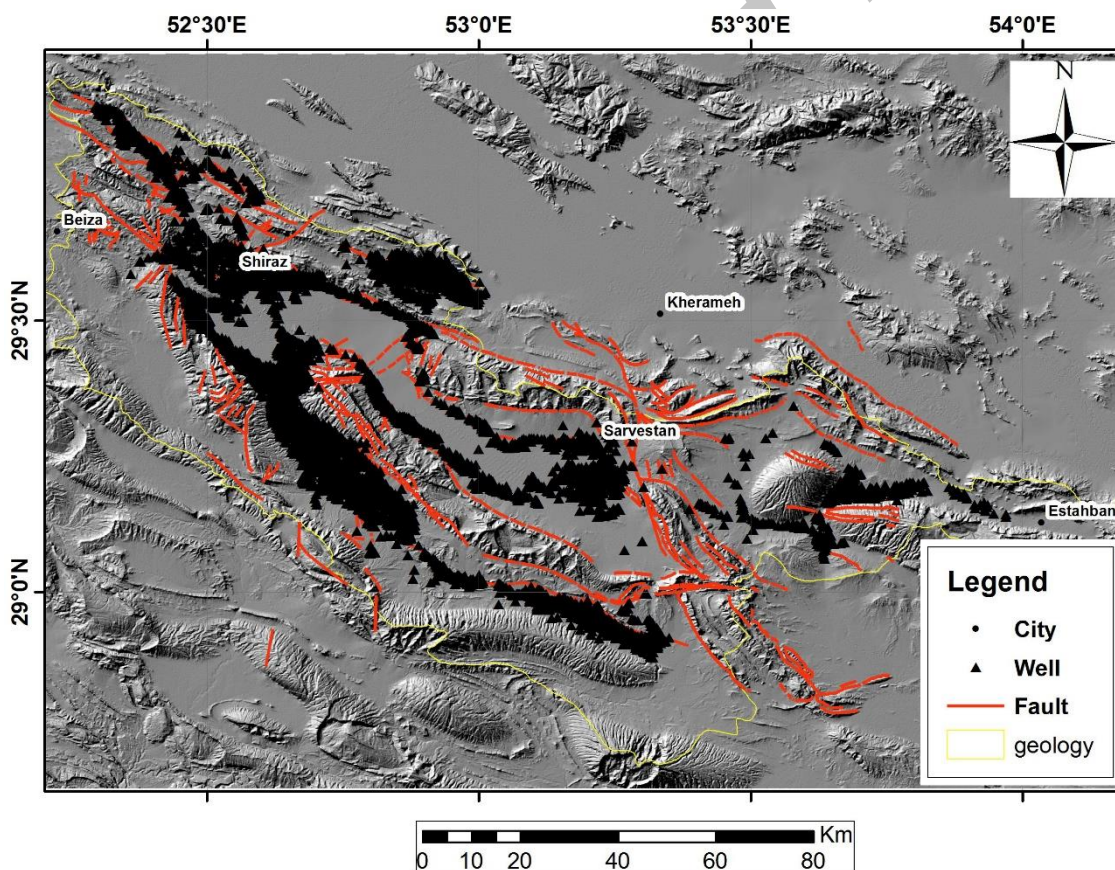 52°30'E 53°0'E 53°30'E 54°0'E
N
Beiza
Shiraz
29°30'N
Kherameh
Sarvestan
Estahban
29°0'N
Legend
City
Well
Fault
geology
Km
0 10 20 40 60 80